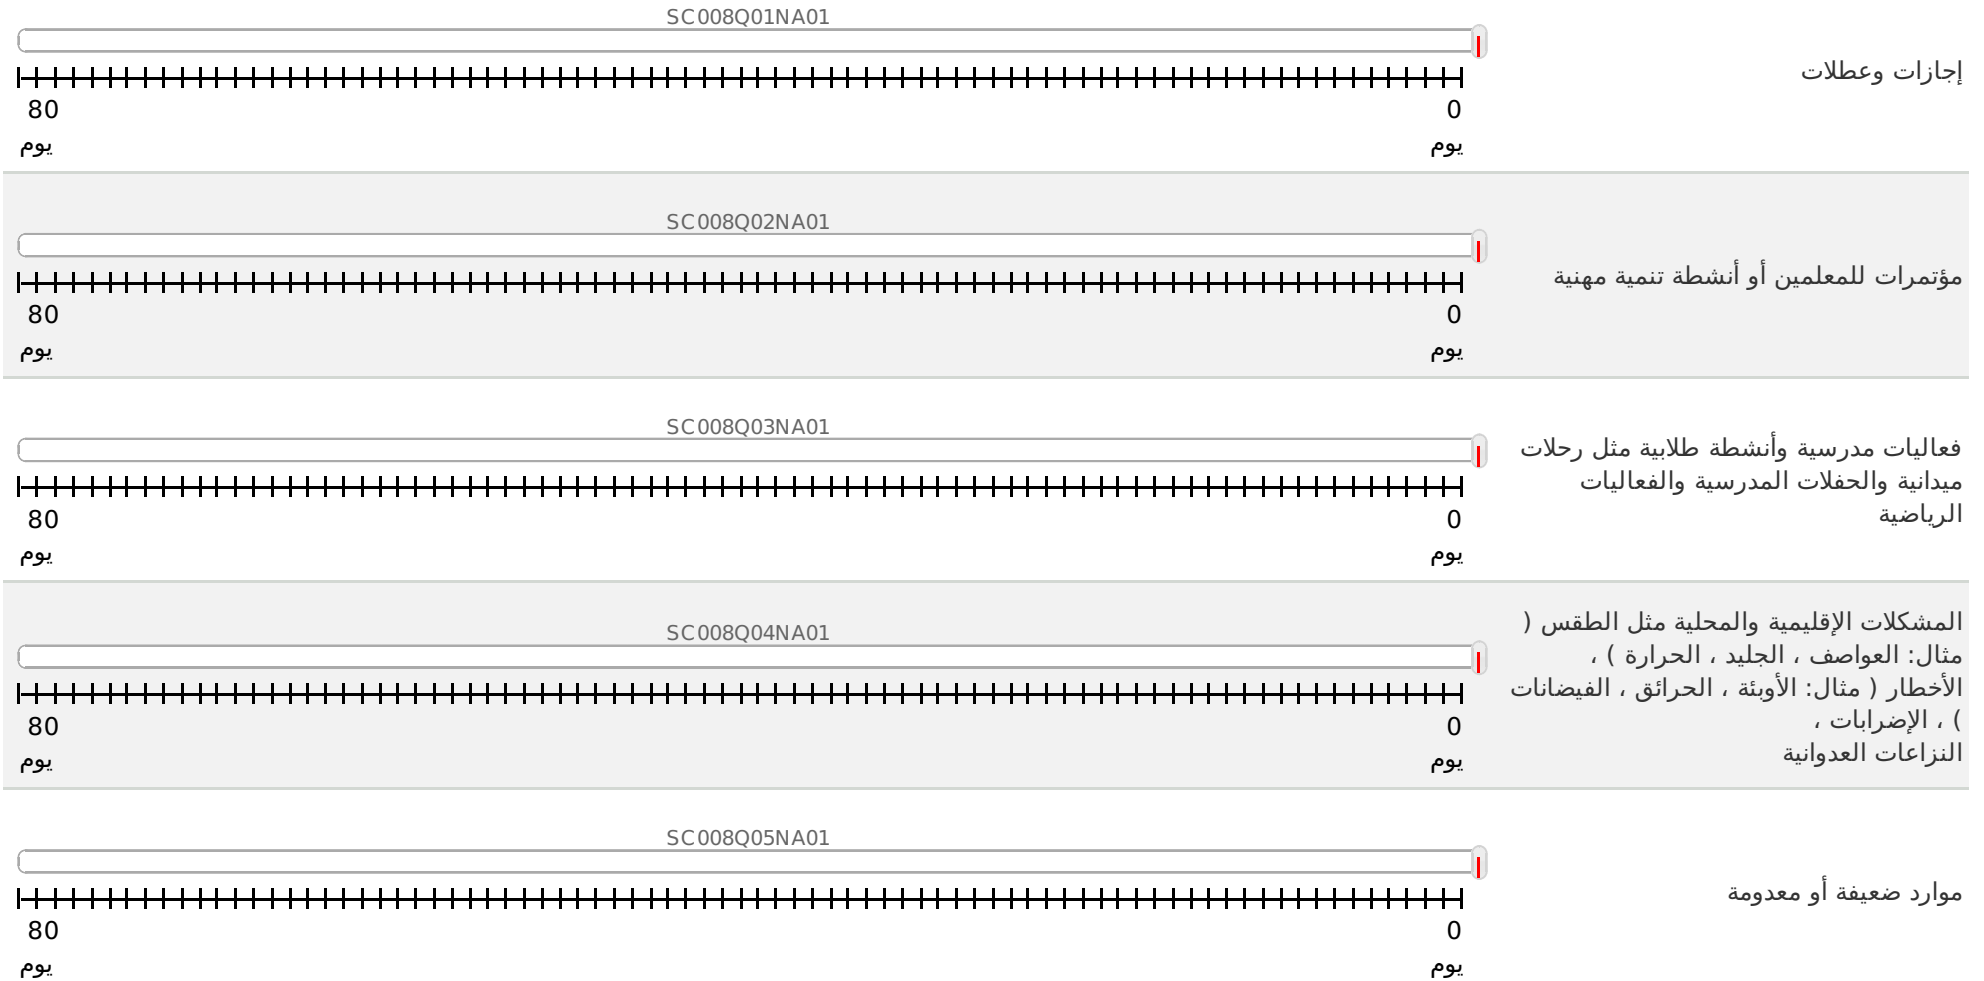 SC008Q01NA01
إجازات وعطلات
0
80
يوم
يوم
SC008Q02NA01
مؤتمرات للمعلمين أو أنشطة تنمية مهنية
0
80
يوم
يوم
SC008Q03NA01
فعاليات مدرسية وأنشطة طلابية مثل رحلات
ميدانية والحفلات المدرسية والفعاليات
الرياضية
0
80
يوم
يوم
SC008Q04NA01
المشكلات الإقليمية والمحلية مثل الطقس (
مثال: العواصف ، الجليد ، الحرارة ) ،
الأخطار ( مثال: الأوبئة ، الحرائق ، الفيضانات
) ، الإضرابات ،
النزاعات العدوانية
0
80
يوم
يوم
SC008Q05NA01
موارد ضعيفة أو معدومة
0
80
يوم
يوم